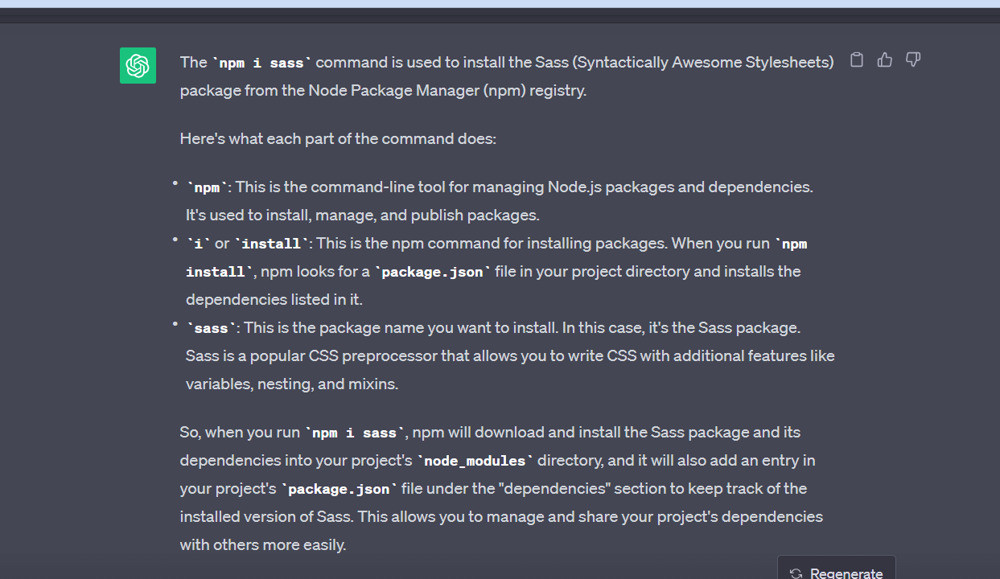 The `npm i sass` command is used to install the Sass (Syntactically Awesome Stylesheets)
package from the Node Package Manager (npm) registry.
Here's what each part of the command does:
• `npm`: This is the command-line tool for managing Node.js packages and dependencies.
It's used to install, manage, and publish packages.
• `i` or `install`: This is the npm command for installing packages. When you run `npm
install`, npm looks for a `package.json` file in your project directory and installs the
dependencies listed in it.
• `sass`: This is the package name you want to install. In this case, it's the Sass package.
Sass is a popular CSS preprocessor that allows you to write CSS with additional features like
variables, nesting, and mixins.
So, when you run `npm i sass`, npm will download and install the Sass package and its
dependencies into your project's `node_modules` directory, and it will also add an entry in
your project's `package.json` file under the "dependencies" section to keep track of the
installed version of Sass. This allows you to manage and share your project's dependencies
with others more easily.
Regenerate